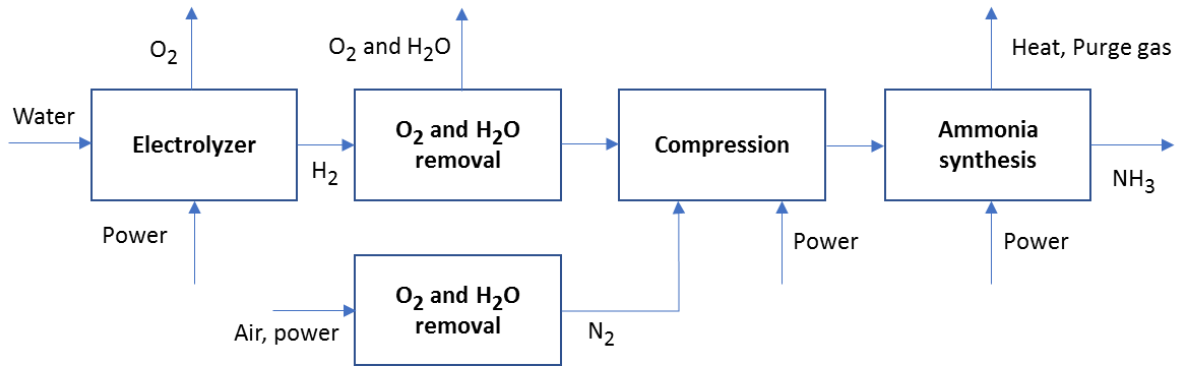 O₂
O₂ and H₂O
Heat, Purge gas
Water
Electrolyzer
H₂
O₂ and H₂O
removal
Compression
Ammonia
synthesis
NH₃
Power
Power
Power
O₂ and H₂O
removal
Air, power
N₂